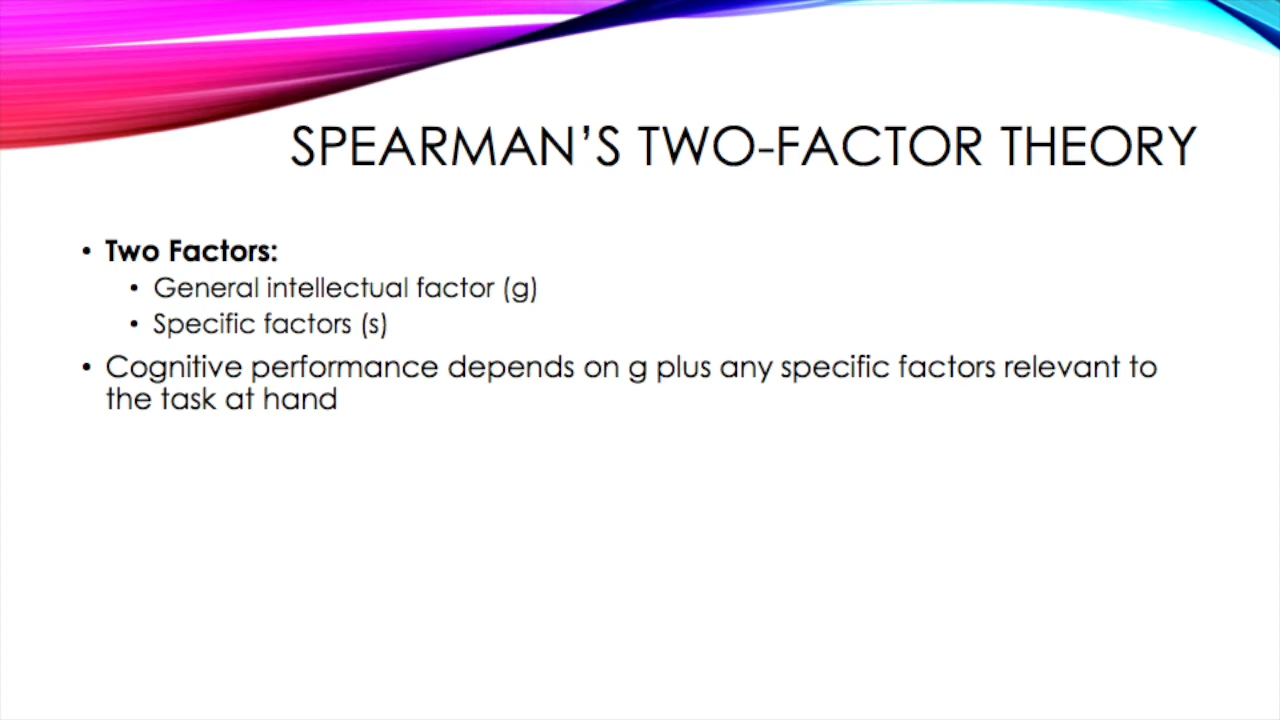 SPEARMAN’S TWO-FACTOR THEORY
• Two Factors:
• General intellectual factor (g)
• Specific factors (s)
• Cognitive performance depends on g plus any specific factors relevant to
the task at hand